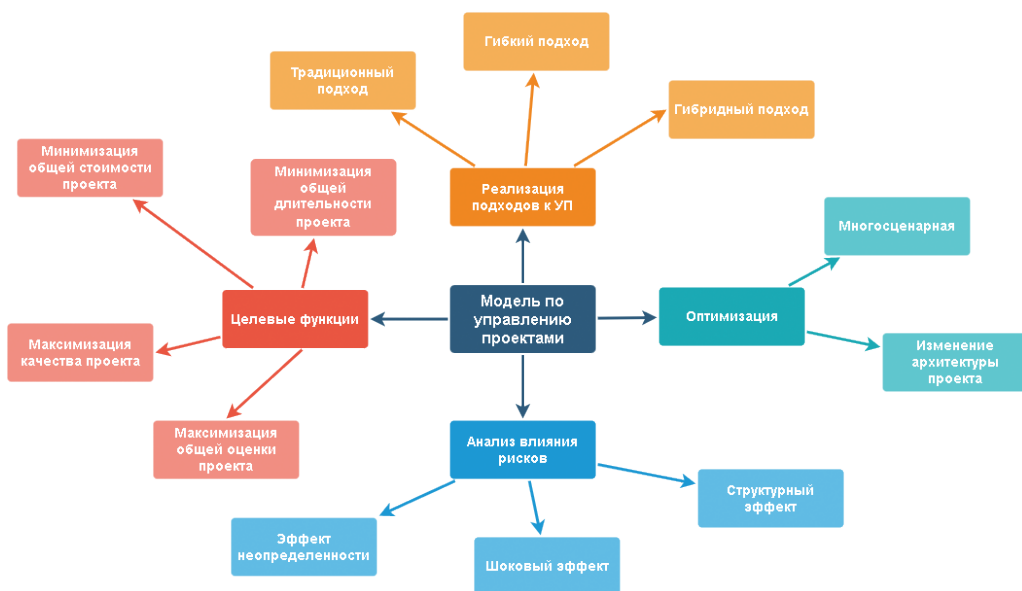 Гибкий подход
Традиционный
подход
Гибридный подход
Минимизация
общей стоимости
проекта
Минимизация
общей
длительности
проекта
Реализация
подходов к УП
Многосценарная
Целевые функции
Модель по
управлению
проектами
Оптимизация
Максимизация
качества проекта
Изменение
архитектуры
проекта
Максимизация
общей оценки
проекта
Анализ влияния
рисков
Структурный
эффект
Эффект
неопределенности
Шоковый эффект